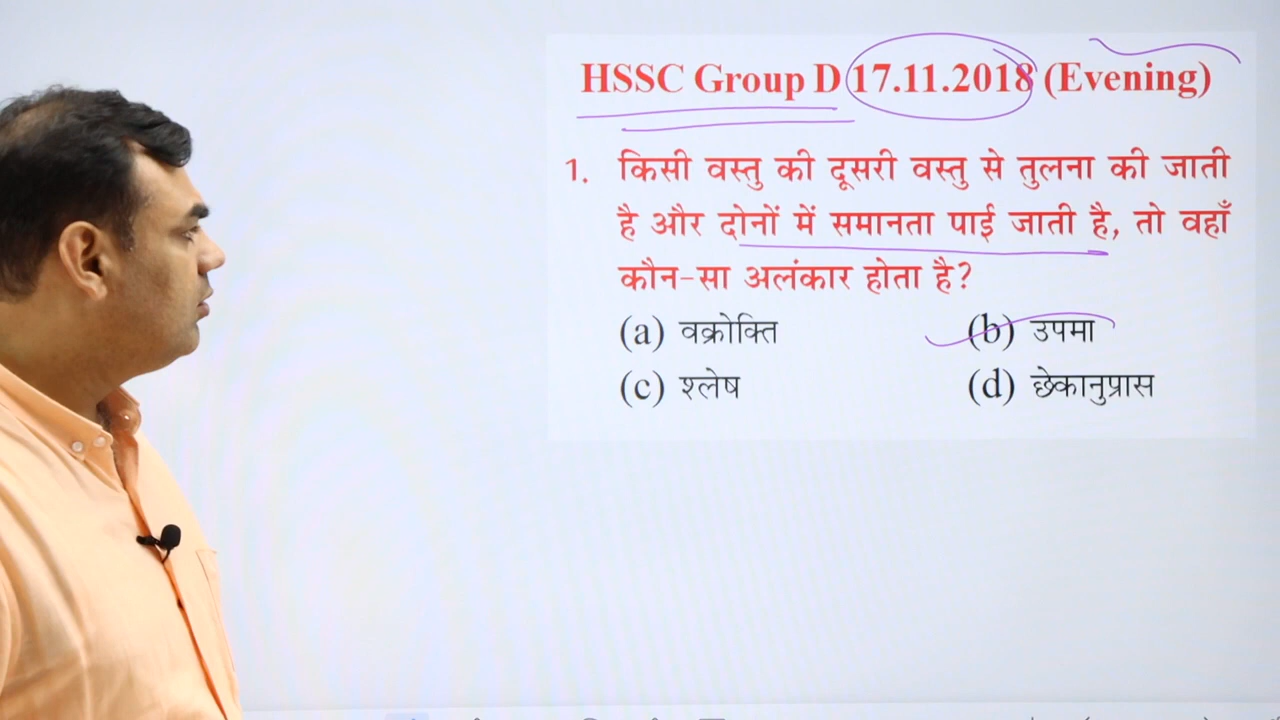 HSSC Group D 17.11.2018 (Evening)
1. किसी वस्तु की दूसरी वस्तु से तुलना की जाती
है और दोनों में समानता पाई जाती है, तो वहाँ
कौन-सा अलंकार होता है?
(a) वक्रोक्ति (b) उपमा
(c) श्लेष (d) छेकानुप्रास